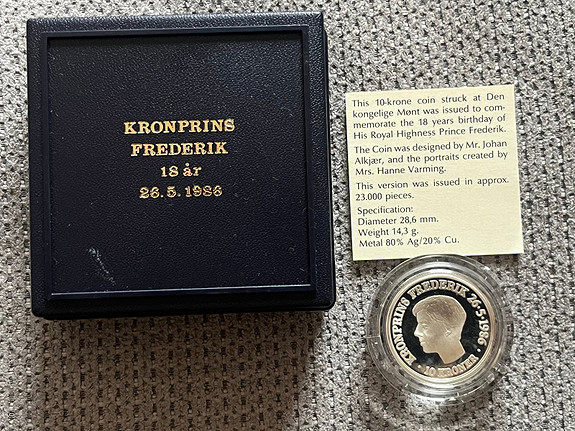 KRONPRINS
FREDERIK
18 år
26.5.1986
This 10-krone coin struck at Den
kongelige Mønt was issued to com-
memorate the 18 years birthday of
His Royal Highness Prince Frederik.
The Coin was designed by Mr. Johan
Alkjær, and the portraits created by
Mrs. Hanne Varming.
This version was issued in approx.
23.000 pieces.
Specification:
Diameter 28,6 mm.
Weight 14,3 g.
Metal 80% Ag/20% Cu.
KRONPRINS FREDERIK 26·5·1986
· 10 KRONER ·